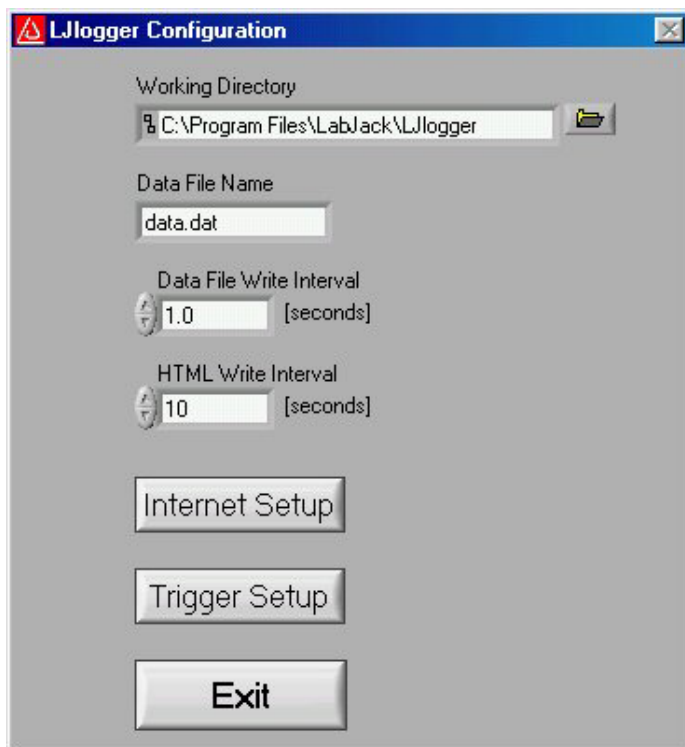 LJlogger Configuration
Working Directory
C:\Program Files\LabJack\LJlogger
Data File Name
data.dat
Data File Write Interval
1.0 [seconds]
HTML Write Interval
10 [seconds]
Internet Setup
Trigger Setup
Exit